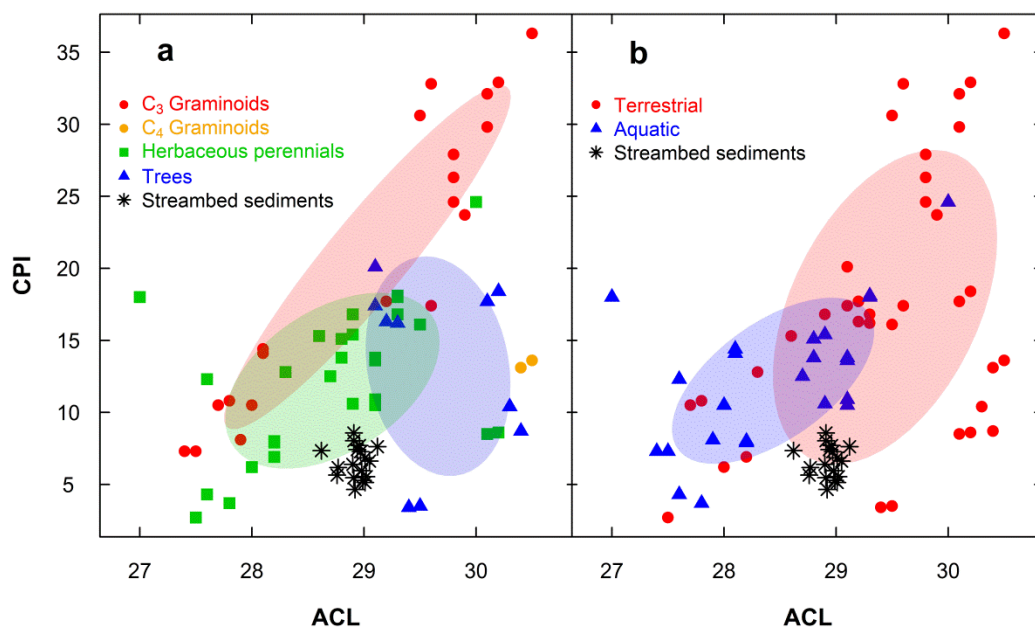 a
C₃ Graminoids
C₄ Graminoids
Herbaceous perennials
Trees
Streambed sediments
b
Terrestrial
Aquatic
Streambed sediments
CPI
35
30
25
20
15
10
5
27 28 29 30
27 28 29 30
ACL
ACL